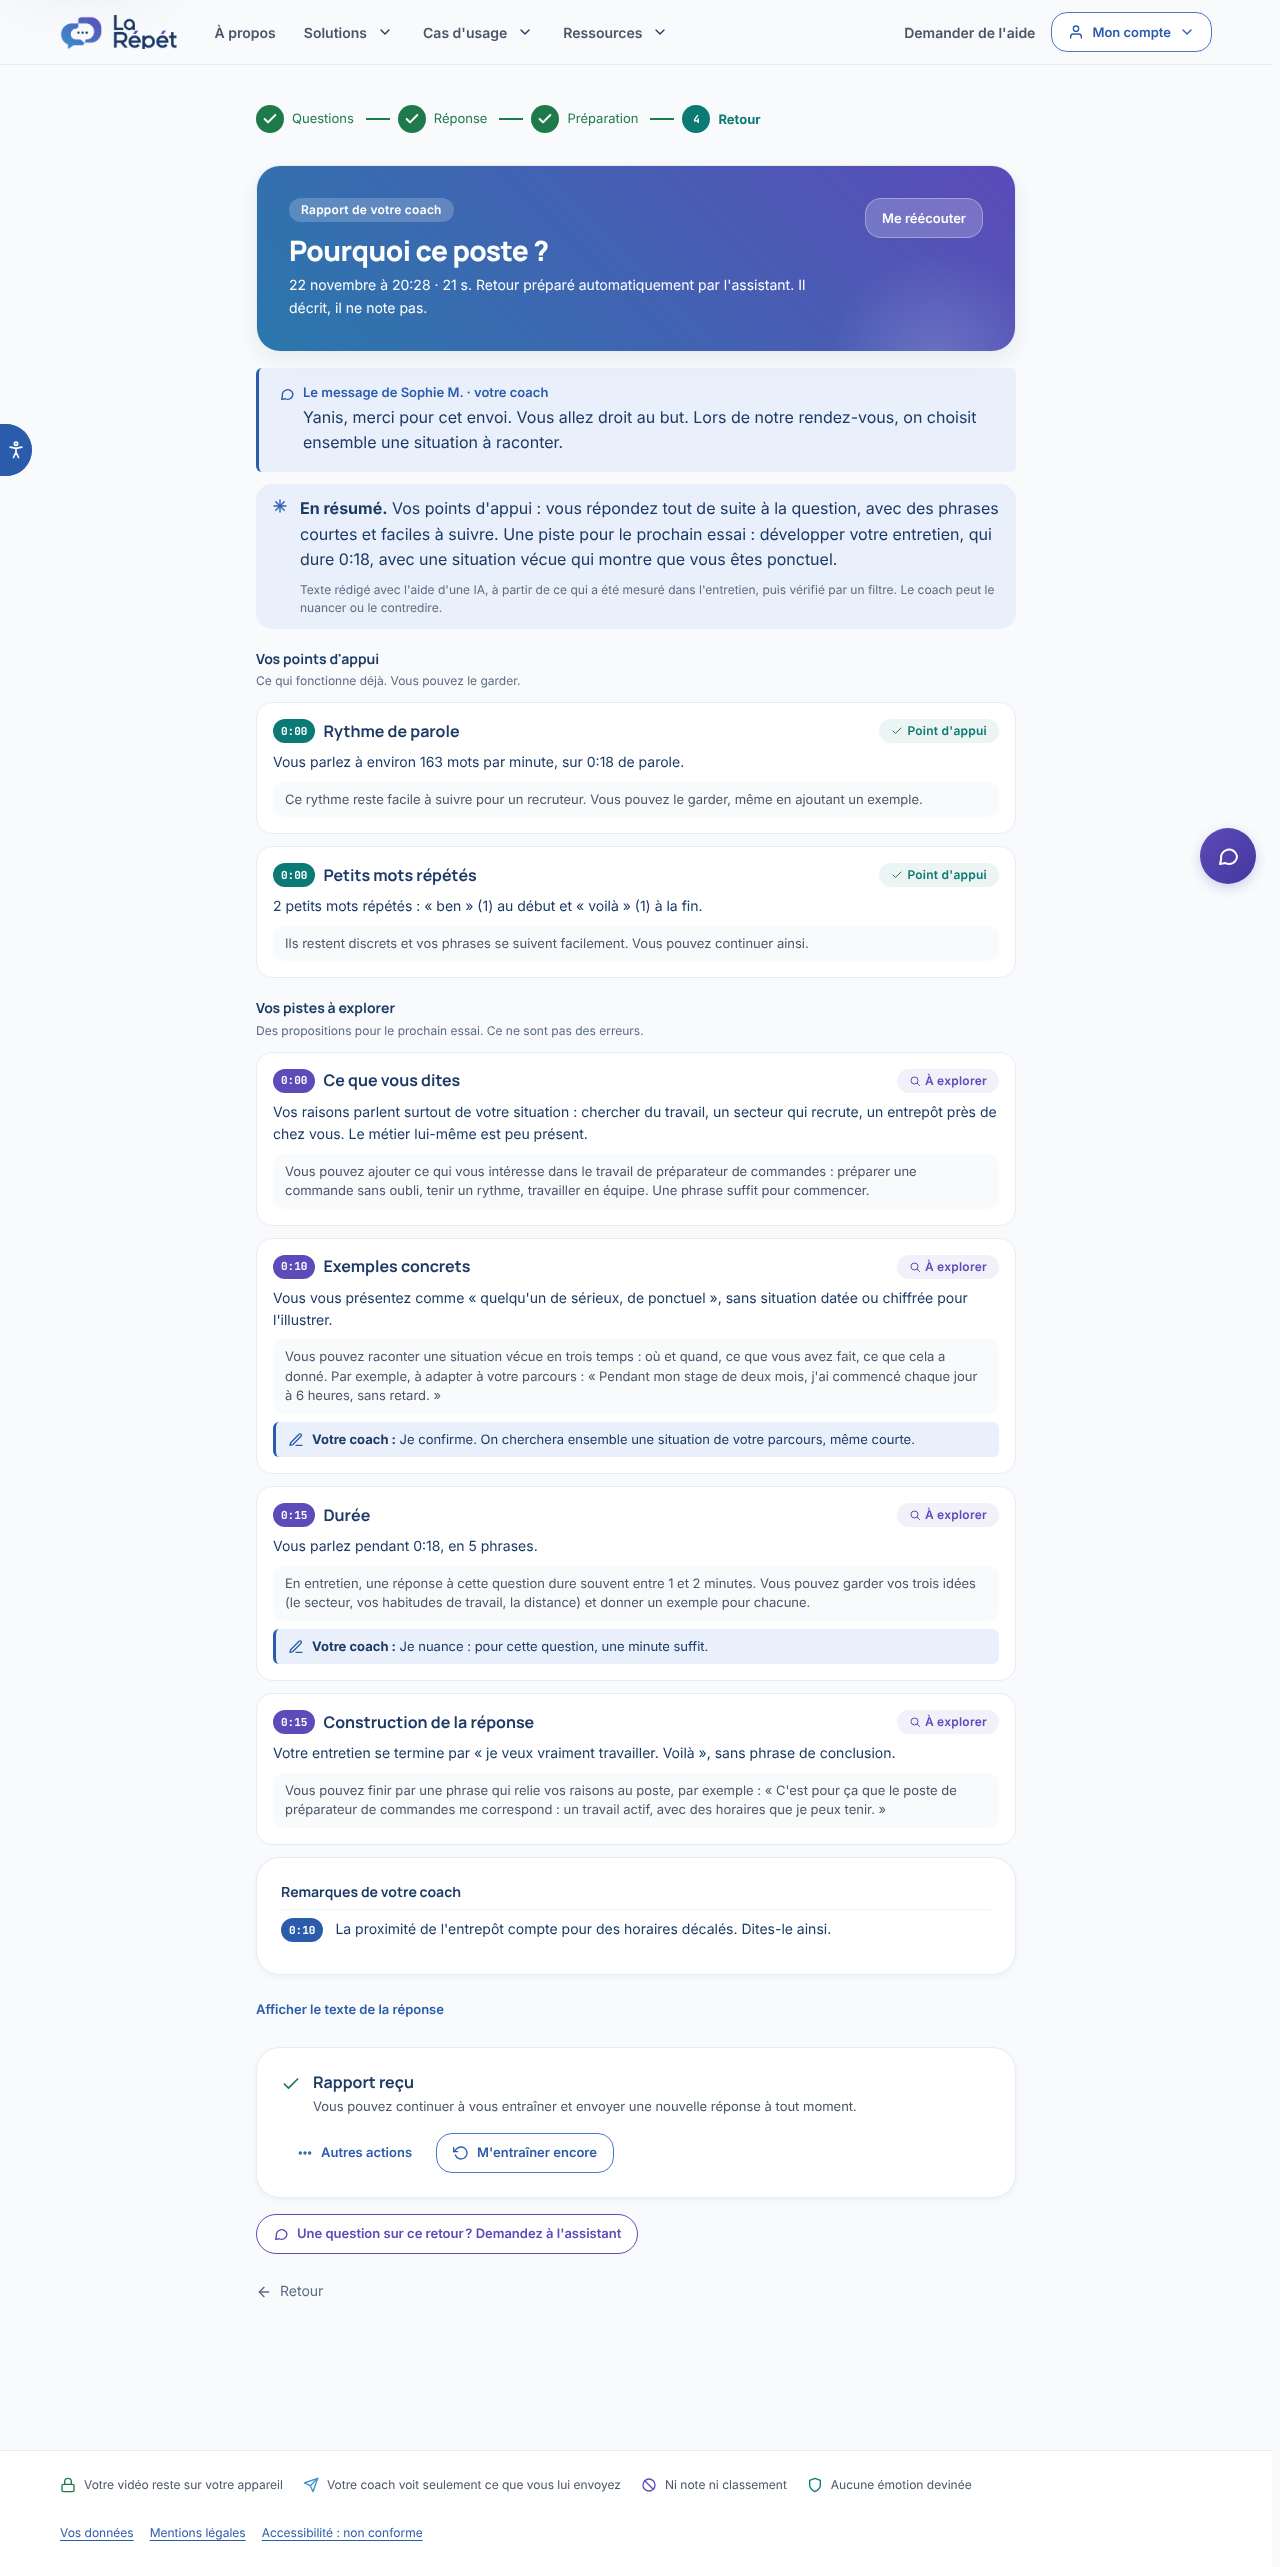 La Répét
À propos
Solutions
Cas d'usage
Ressources
Demander de l'aide
Mon compte
Questions
Réponse
Préparation
4 Retour
Rapport de votre coach
Me réécouter
Pourquoi ce poste ?
22 novembre à 20:28 · 21 s. Retour préparé automatiquement par l'assistant. Il
décrit, il ne note pas.
Le message de Sophie M. · votre coach
Yanis, merci pour cet envoi. Vous allez droit au but. Lors de notre rendez-vous, on choisit
ensemble une situation à raconter.
En résumé. Vos points d'appui : vous répondez tout de suite à la question, avec des phrases
courtes et faciles à suivre. Une piste pour le prochain essai : développer votre entretien, qui
dure 0:18, avec une situation vécue qui montre que vous êtes ponctuel.
Texte rédigé avec l'aide d'une IA, à partir de ce qui a été mesuré dans l'entretien, puis vérifié par un filtre. Le coach peut le
nuancer ou le contredire.
Vos points d'appui
Ce qui fonctionne déjà. Vous pouvez le garder.
0:00 Rythme de parole
Point d'appui
Vous parlez à environ 163 mots par minute, sur 0:18 de parole.
Ce rythme reste facile à suivre pour un recruteur. Vous pouvez le garder, même en ajoutant un exemple.
0:00 Petits mots répétés
Point d'appui
2 petits mots répétés : « ben » (1) au début et « voilà » (1) à la fin.
Ils restent discrets et vos phrases se suivent facilement. Vous pouvez continuer ainsi.
Vos pistes à explorer
Des propositions pour le prochain essai. Ce ne sont pas des erreurs.
0:00 Ce que vous dites
À explorer
Vos raisons parlent surtout de votre situation : chercher du travail, un secteur qui recrute, un entrepôt près de
chez vous. Le métier lui-même est peu présent.
Vous pouvez ajouter ce qui vous intéresse dans le travail de préparateur de commandes : préparer une
commande sans oubli, tenir un rythme, travailler en équipe. Une phrase suffit pour commencer.
0:10 Exemples concrets
À explorer
Vous vous présentez comme « quelqu'un de sérieux, de ponctuel », sans situation datée ou chiffrée pour
l'illustrer.
Vous pouvez raconter une situation vécue en trois temps : où et quand, ce que vous avez fait, ce que cela a
donné. Par exemple, à adapter à votre parcours : « Pendant mon stage de deux mois, j'ai commencé chaque jour
à 6 heures, sans retard. »
Votre coach : Je confirme. On cherchera ensemble une situation de votre parcours, même courte.
0:15 Durée
À explorer
Vous parlez pendant 0:18, en 5 phrases.
En entretien, une réponse à cette question dure souvent entre 1 et 2 minutes. Vous pouvez garder vos trois idées
(le secteur, vos habitudes de travail, la distance) et donner un exemple pour chacune.
Votre coach : Je nuance : pour cette question, une minute suffit.
0:15 Construction de la réponse
À explorer
Votre entretien se termine par « je veux vraiment travailler. Voilà », sans phrase de conclusion.
Vous pouvez finir par une phrase qui relie vos raisons au poste, par exemple : « C'est pour ça que le poste de
préparateur de commandes me correspond : un travail actif, avec des horaires que je peux tenir. »
Remarques de votre coach
0:10 La proximité de l'entrepôt compte pour des horaires décalés. Dites-le ainsi.
Afficher le texte de la réponse
Rapport reçu
Vous pouvez continuer à vous entraîner et envoyer une nouvelle réponse à tout moment.
Autres actions
M'entraîner encore
Une question sur ce retour ? Demandez à l'assistant
Retour
Votre vidéo reste sur votre appareil
Votre coach voit seulement ce que vous lui envoyez
Ni note ni classement
Aucune émotion devinée
Vos données
Mentions légales
Accessibilité : non conforme